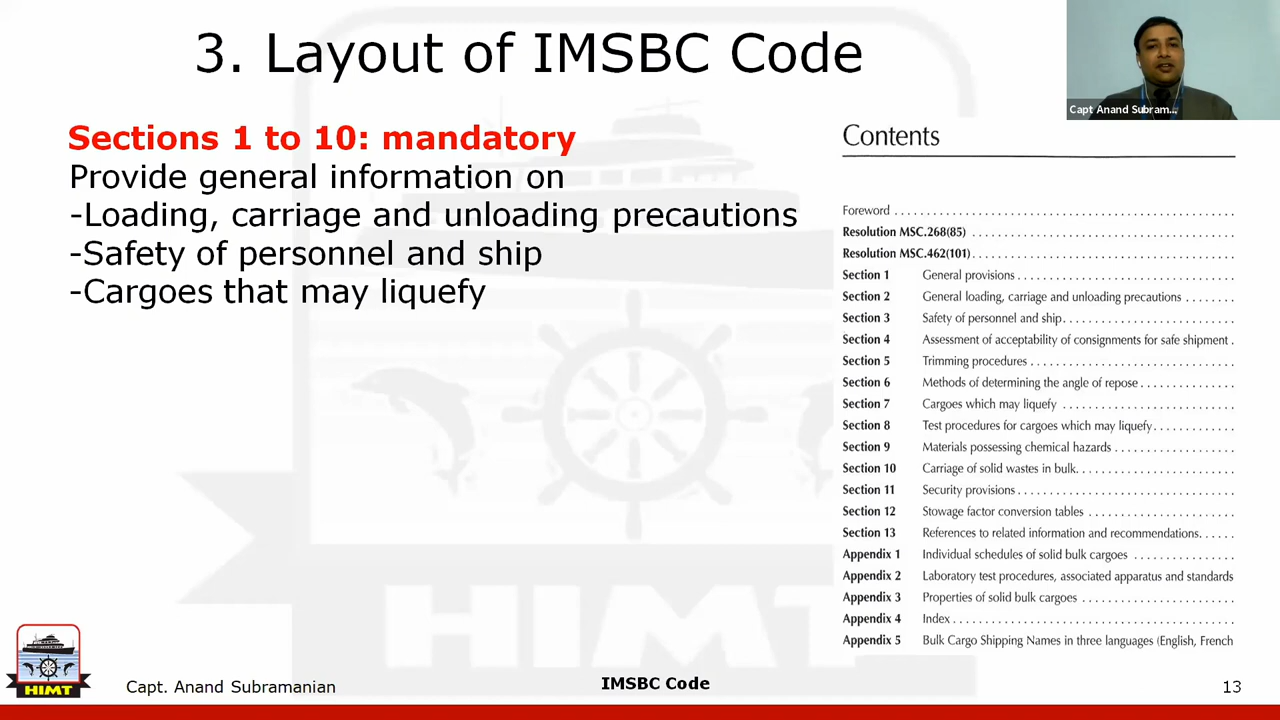 3. Layout of IMSBC Code
Capt Anand Subram...
Sections 1 to 10: mandatory
Provide general information on
-Loading, carriage and unloading precautions
-Safety of personnel and ship
-Cargoes that may liquefy
Contents
Foreword
Resolution MSC.268(85)
Resolution MSC.462(101)
Section 1 General provisions
Section 2 General loading, carriage and unloading precautions
Section 3 Safety of personnel and ship
Section 4 Assessment of acceptability of consignments for safe shipment
Section 5 Trimming procedures
Section 6 Methods of determining the angle of repose
Section 7 Cargoes which may liquefy
Section 8 Test procedures for cargoes which may liquefy
Section 9 Materials possessing chemical hazards
Section 10 Carriage of solid wastes in bulk
Section 11 Security provisions
Section 12 Stowage factor conversion tables
Section 13 References to related information and recommendations
Appendix 1 Individual schedules of solid bulk cargoes
Appendix 2 Laboratory test procedures, associated apparatus and standards
Appendix 3 Properties of solid bulk cargoes
Appendix 4 Index
Appendix 5 Bulk Cargo Shipping Names in three languages (English, French
HIMT
HIMT
Capt. Anand Subramanian
IMSBC Code
13